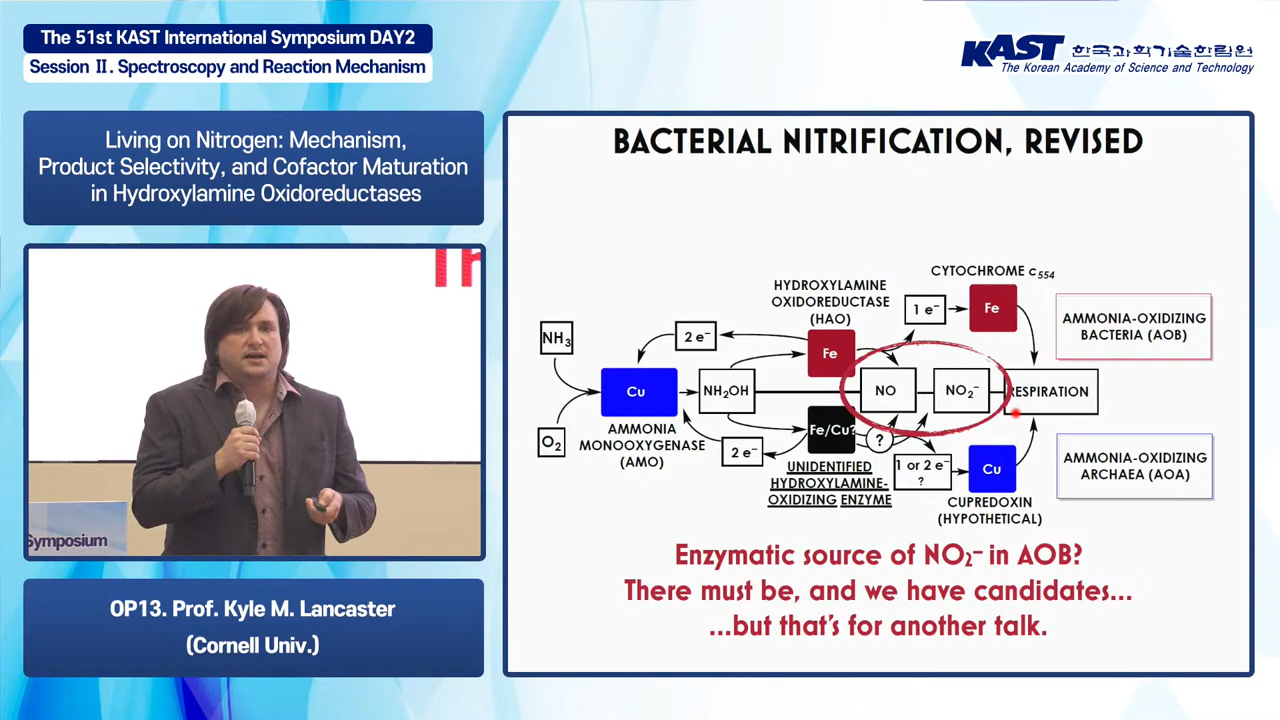 The 51st KAST International Symposium DAY2
Session Ⅱ. Spectroscopy and Reaction Mechanism
KAST 한국과학기술한림원
The Korean Academy of Science and Technology
Living on Nitrogen: Mechanism,
Product Selectivity, and Cofactor Maturation
in Hydroxylamine Oxidoreductases
Symposium
OP13. Prof. Kyle M. Lancaster
(Cornell Univ.)
BACTERIAL NITRIFICATION, REVISED
CYTOCHROME c₅₅₄
HYDROXYLAMINE
OXIDOREDUCTASE
(HAO)
1 e⁻
Fe
AMMONIA-OXIDIZING
BACTERIA (AOB)
NH₃
2 e⁻
Fe
Cu
NH₂OH
NO
NO₂⁻
RESPIRATION
O₂
AMMONIA
MONOOXYGENASE
(AMO)
Fe/Cu?
?
2 e⁻
UNIDENTIFIED
HYDROXYLAMINE-
OXIDIZING ENZYME
1 or 2 e⁻
?
Cu
CUPREDOXIN
(HYPOTHETICAL)
AMMONIA-OXIDIZING
ARCHAEA (AOA)
Enzymatic source of NO₂⁻ in AOB?
There must be, and we have candidates...
...but that's for another talk.